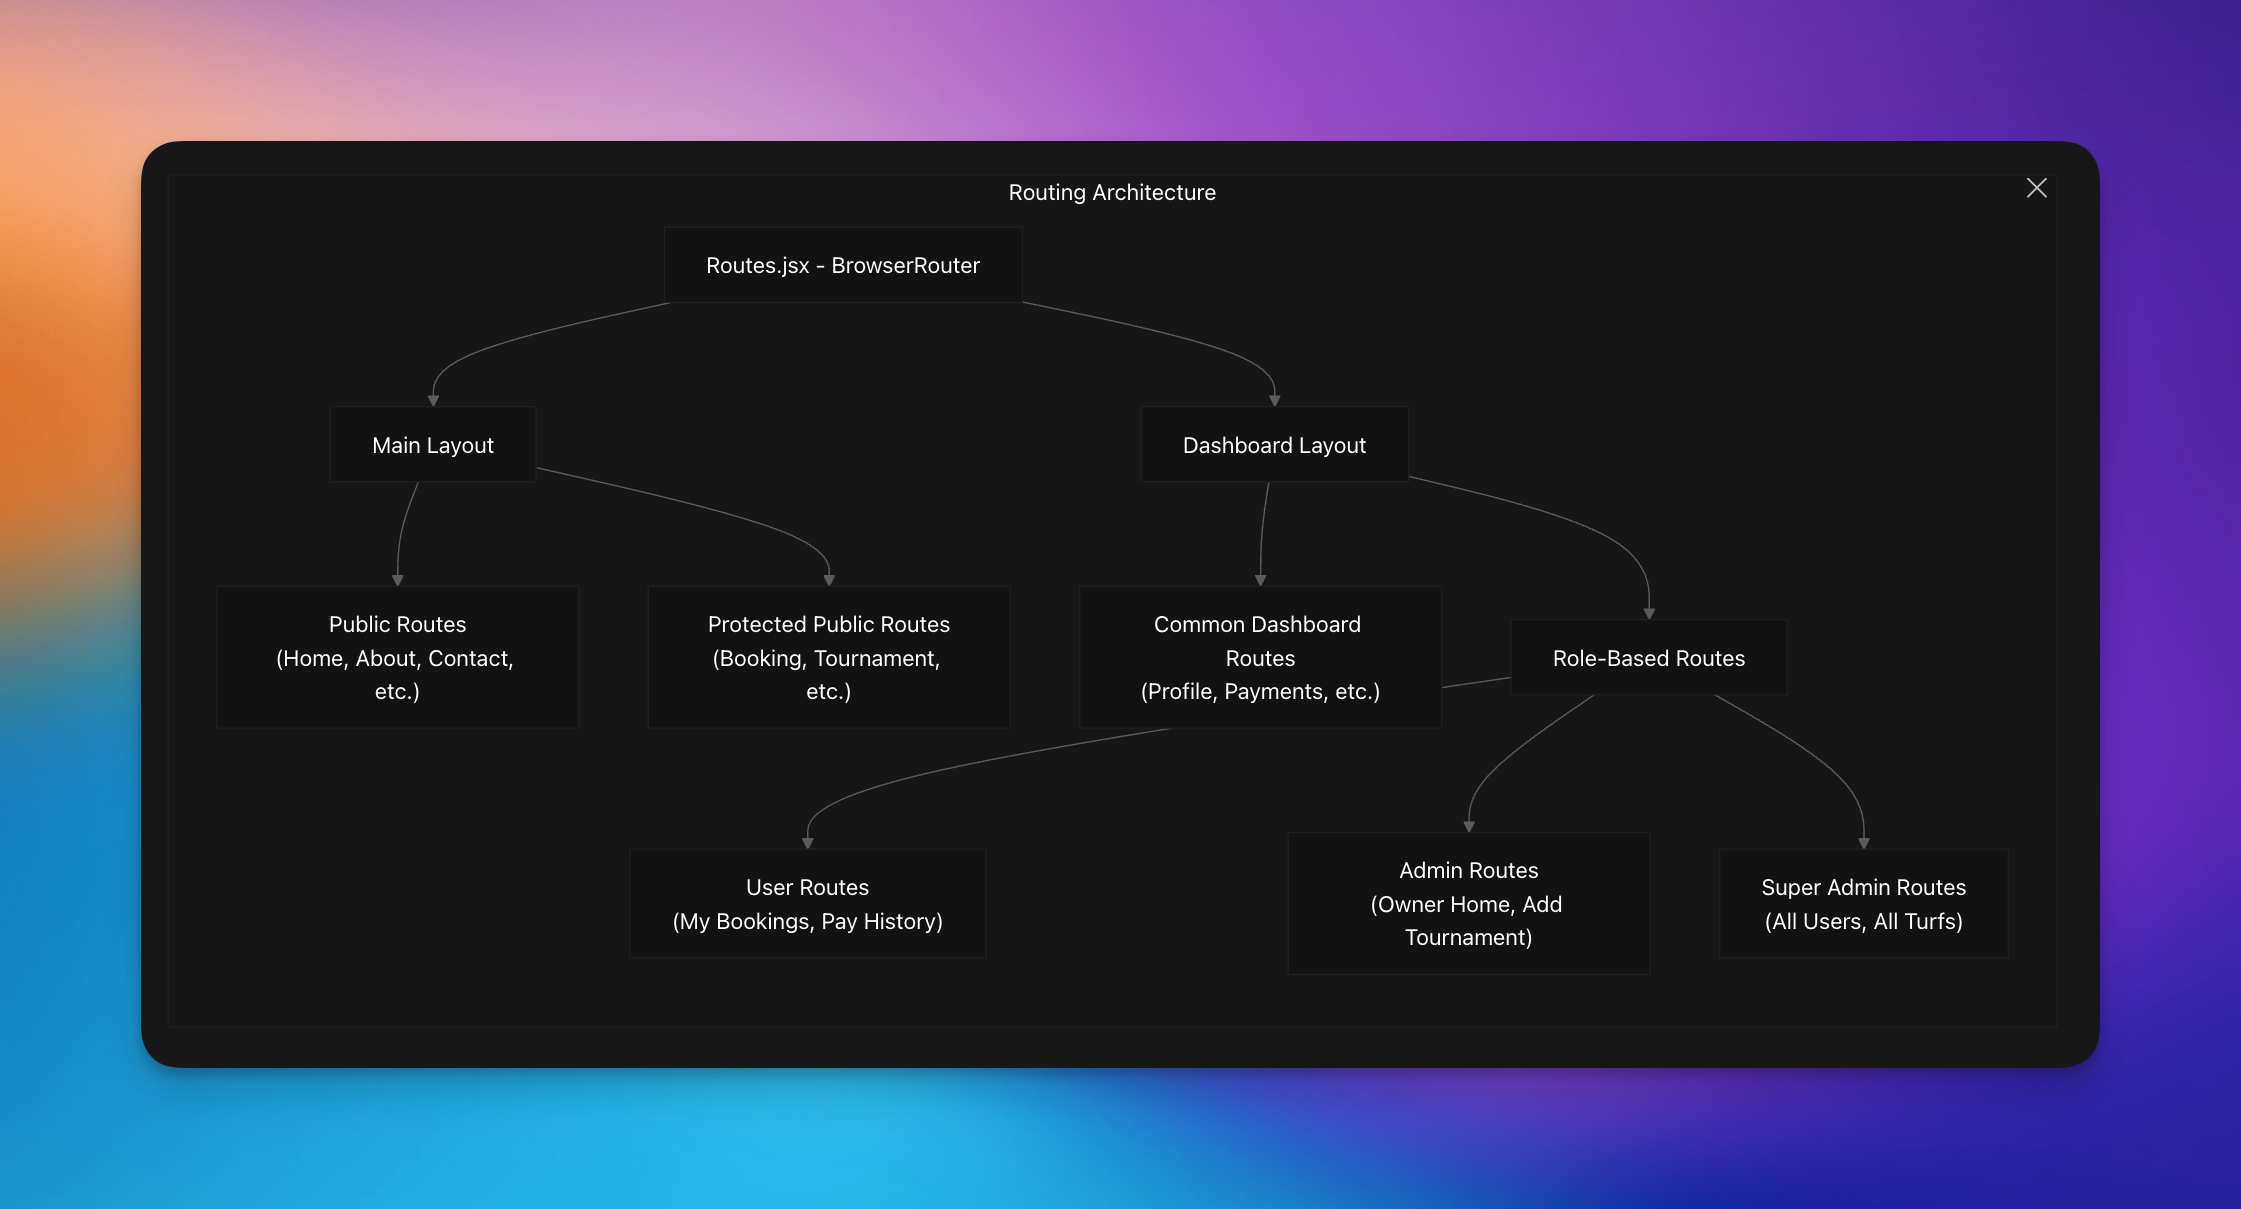 Routing Architecture
Routes.jsx - BrowserRouter
Main Layout
Dashboard Layout
Public Routes
(Home, About, Contact,
etc.)
Protected Public Routes
(Booking, Tournament,
etc.)
Common Dashboard
Routes
(Profile, Payments, etc.)
Role-Based Routes
User Routes
(My Bookings, Pay History)
Admin Routes
(Owner Home, Add
Tournament)
Super Admin Routes
(All Users, All Turfs)